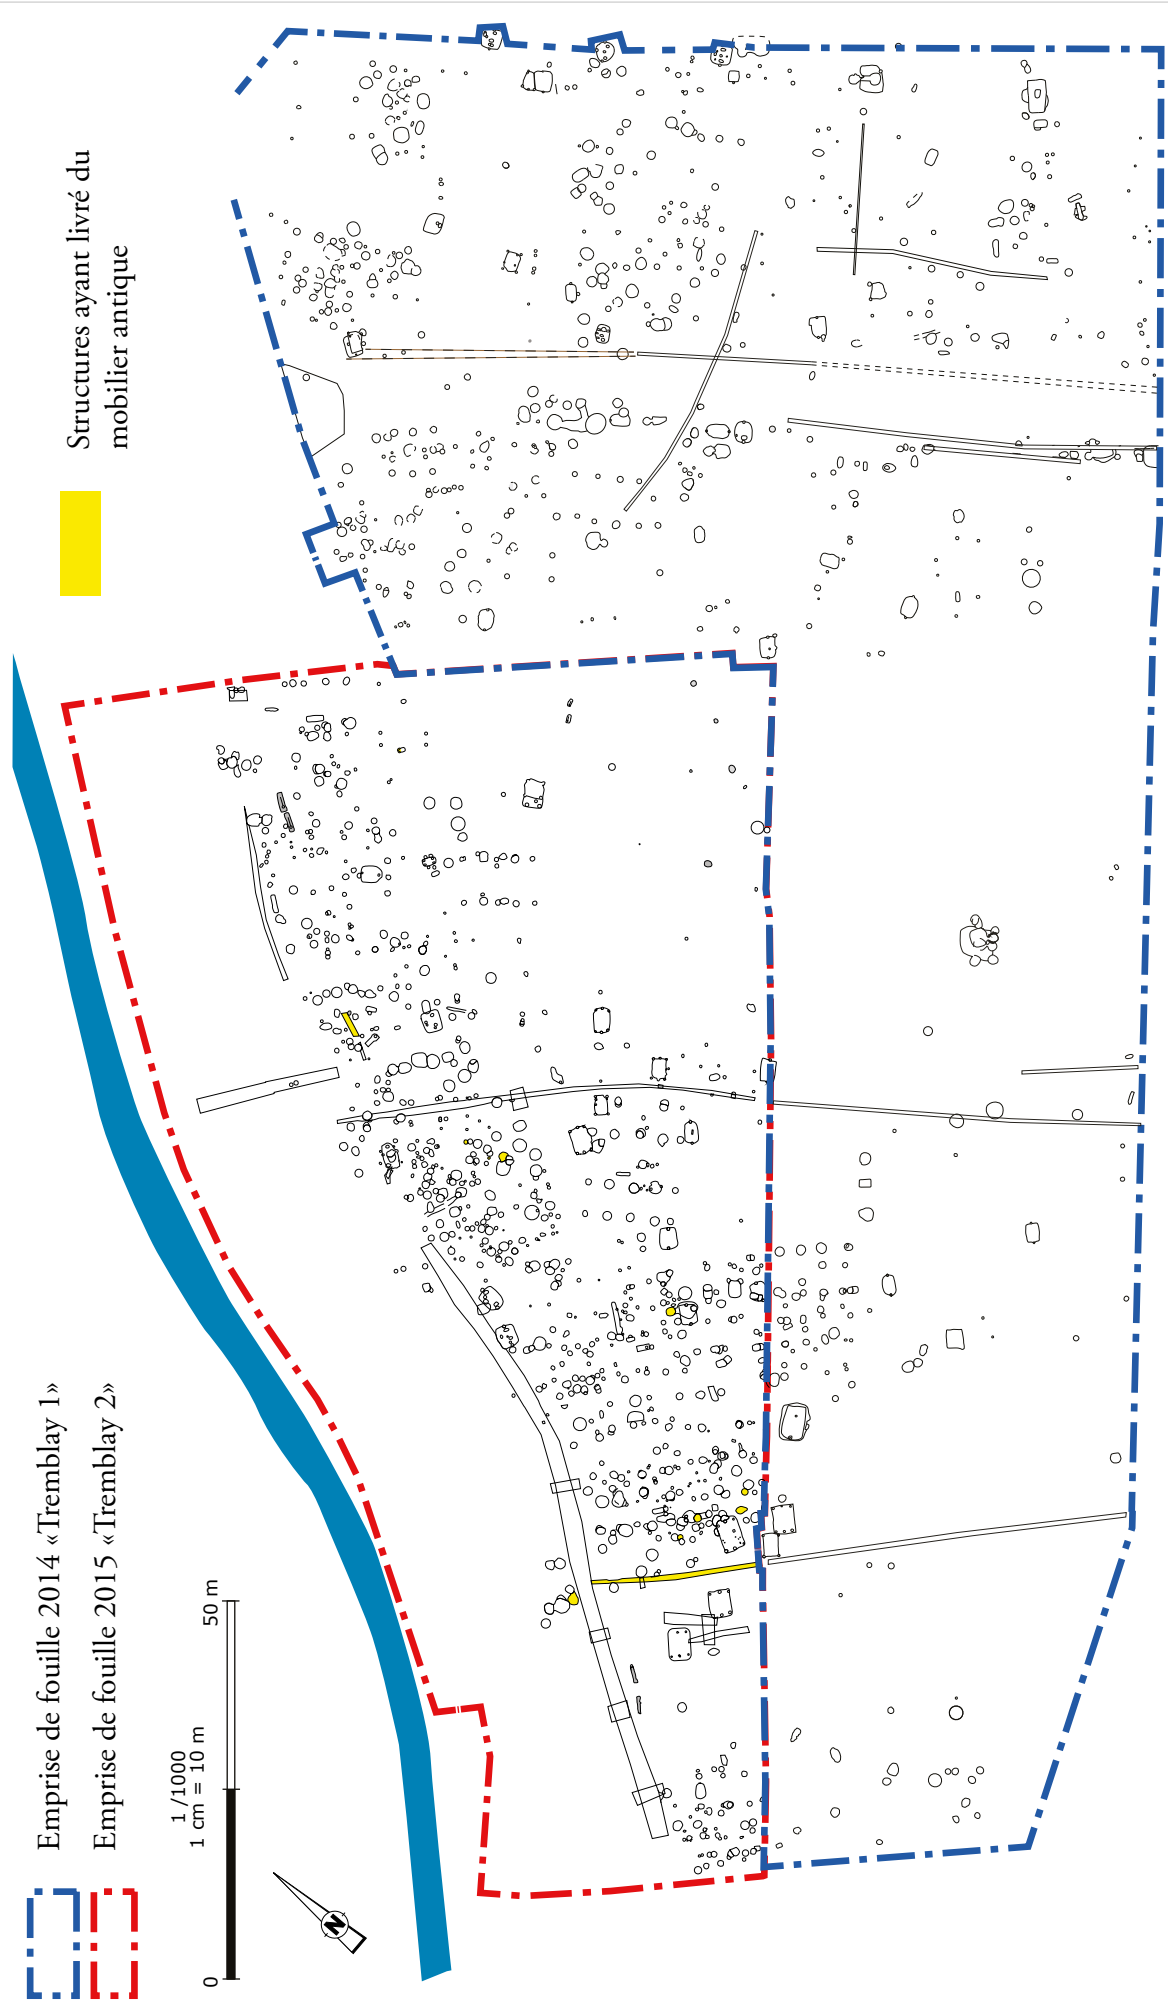 Emprise de fouille 2014 «Tremblay 1»
Emprise de fouille 2015 «Tremblay 2»
Structures ayant livré du
mobilier antique
1 /1000
1 cm = 10 m
0
50 m
N